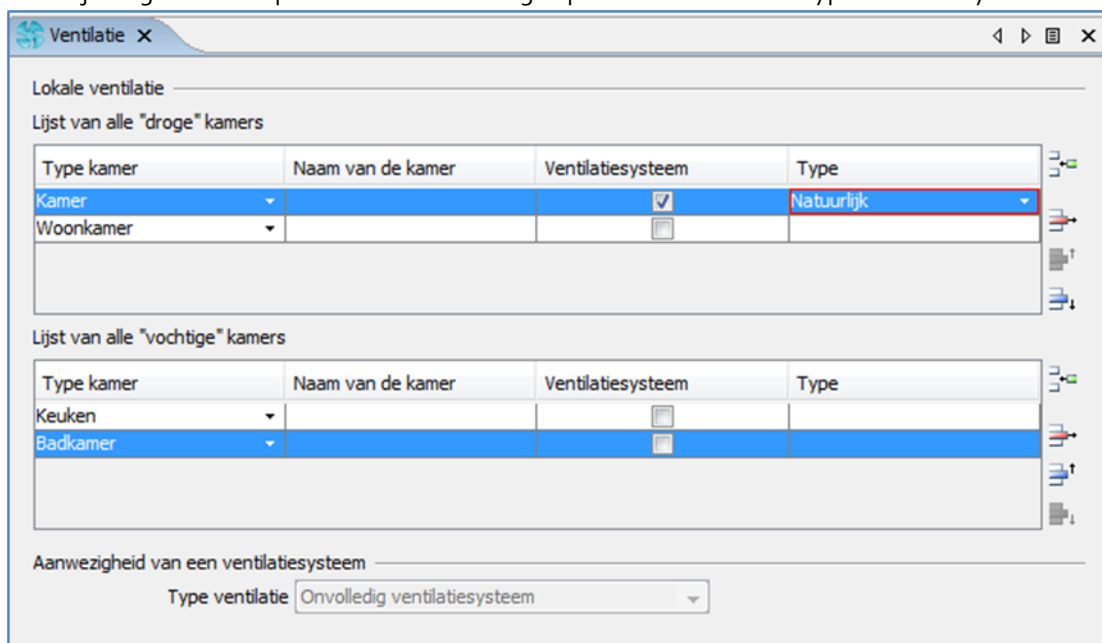 Ventilatie
Lokale ventilatie
Lijst van alle "droge" kamers
Type kamer Naam van de kamer Ventilatiesysteem Type
Kamer Natuurlijk
Woonkamer
Lijst van alle "vochtige" kamers
Type kamer Naam van de kamer Ventilatiesysteem Type
Keuken
Badkamer
Aanwezigheid van een ventilatiesysteem
Type ventilatie Onvolledig ventilatiesysteem